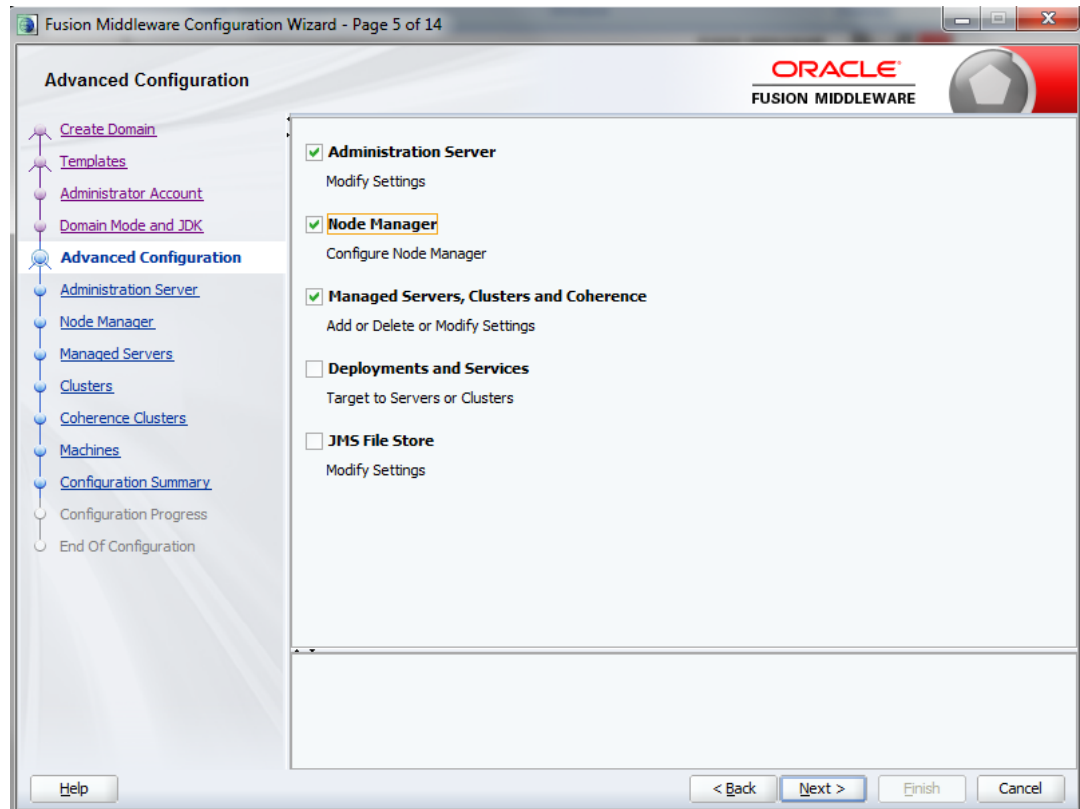 Fusion Middleware Configuration Wizard - Page 5 of 14
Advanced Configuration
ORACLE
FUSION MIDDLEWARE
Create Domain
Templates
Administrator Account
Domain Mode and JDK
Advanced Configuration
Administration Server
Node Manager
Managed Servers
Clusters
Coherence Clusters
Machines
Configuration Summary
Configuration Progress
End Of Configuration
Administration Server
Modify Settings
Node Manager
Configure Node Manager
Managed Servers, Clusters and Coherence
Add or Delete or Modify Settings
Deployments and Services
Target to Servers or Clusters
JMS File Store
Modify Settings
Help
< Back
Next >
Finish
Cancel